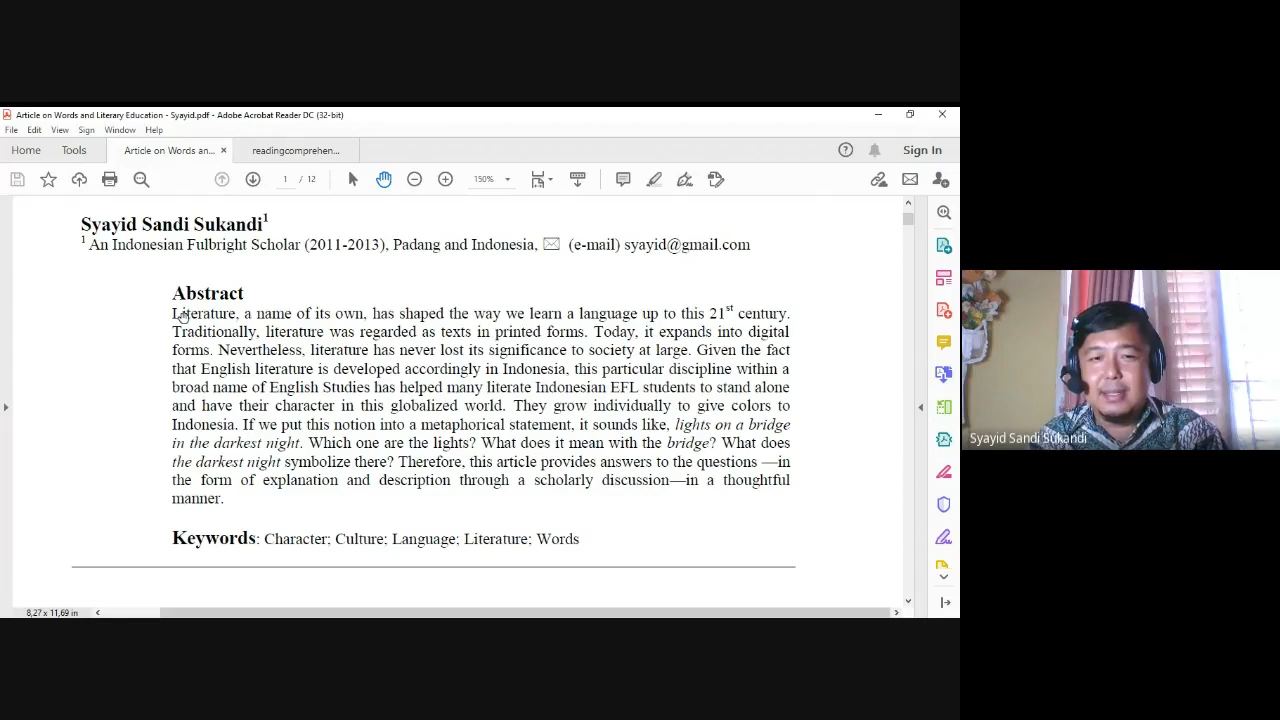 Article on Words and Literary Education - Syayid.pdf - Adobe Acrobat Reader DC (32-bit)
File Edit View Sign Window Help
Home Tools Article on Words an... × readingcomprehen... Sign In
1 / 12 150%
Syayid Sandi Sukandi1
1 An Indonesian Fulbright Scholar (2011-2013), Padang and Indonesia, (e-mail) syayid@gmail.com
Abstract
Literature, a name of its own, has shaped the way we learn a language up to this 21st century.
Traditionally, literature was regarded as texts in printed forms. Today, it expands into digital
forms. Nevertheless, literature has never lost its significance to society at large. Given the fact
that English literature is developed accordingly in Indonesia, this particular discipline within a
broad name of English Studies has helped many literate Indonesian EFL students to stand alone
and have their character in this globalized world. They grow individually to give colors to
Indonesia. If we put this notion into a metaphorical statement, it sounds like, lights on a bridge
in the darkest night. Which one are the lights? What does it mean with the bridge? What does
the darkest night symbolize there? Therefore, this article provides answers to the questions —in
the form of explanation and description through a scholarly discussion—in a thoughtful
manner.
Keywords: Character; Culture; Language; Literature; Words
8,27 x 11,69 in
Syayid Sandi Sukandi